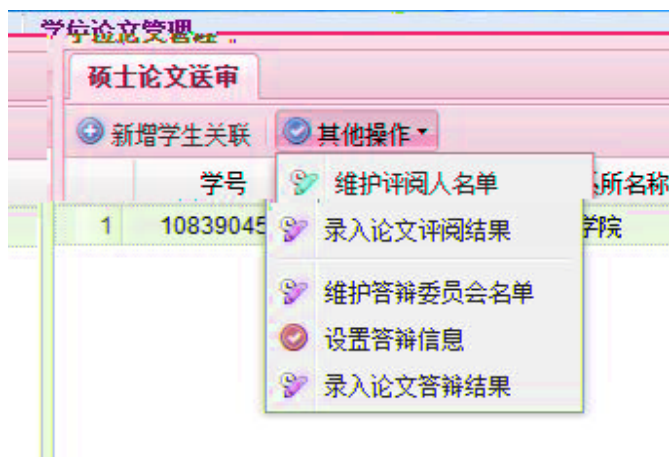 学位论文管理
硕士论文送审
新增学生关联 其他操作
学号 所名称
维护评阅人名单
1 10839045 学院
录入论文评阅结果
维护答辩委员会名单
设置答辩信息
录入论文答辩结果